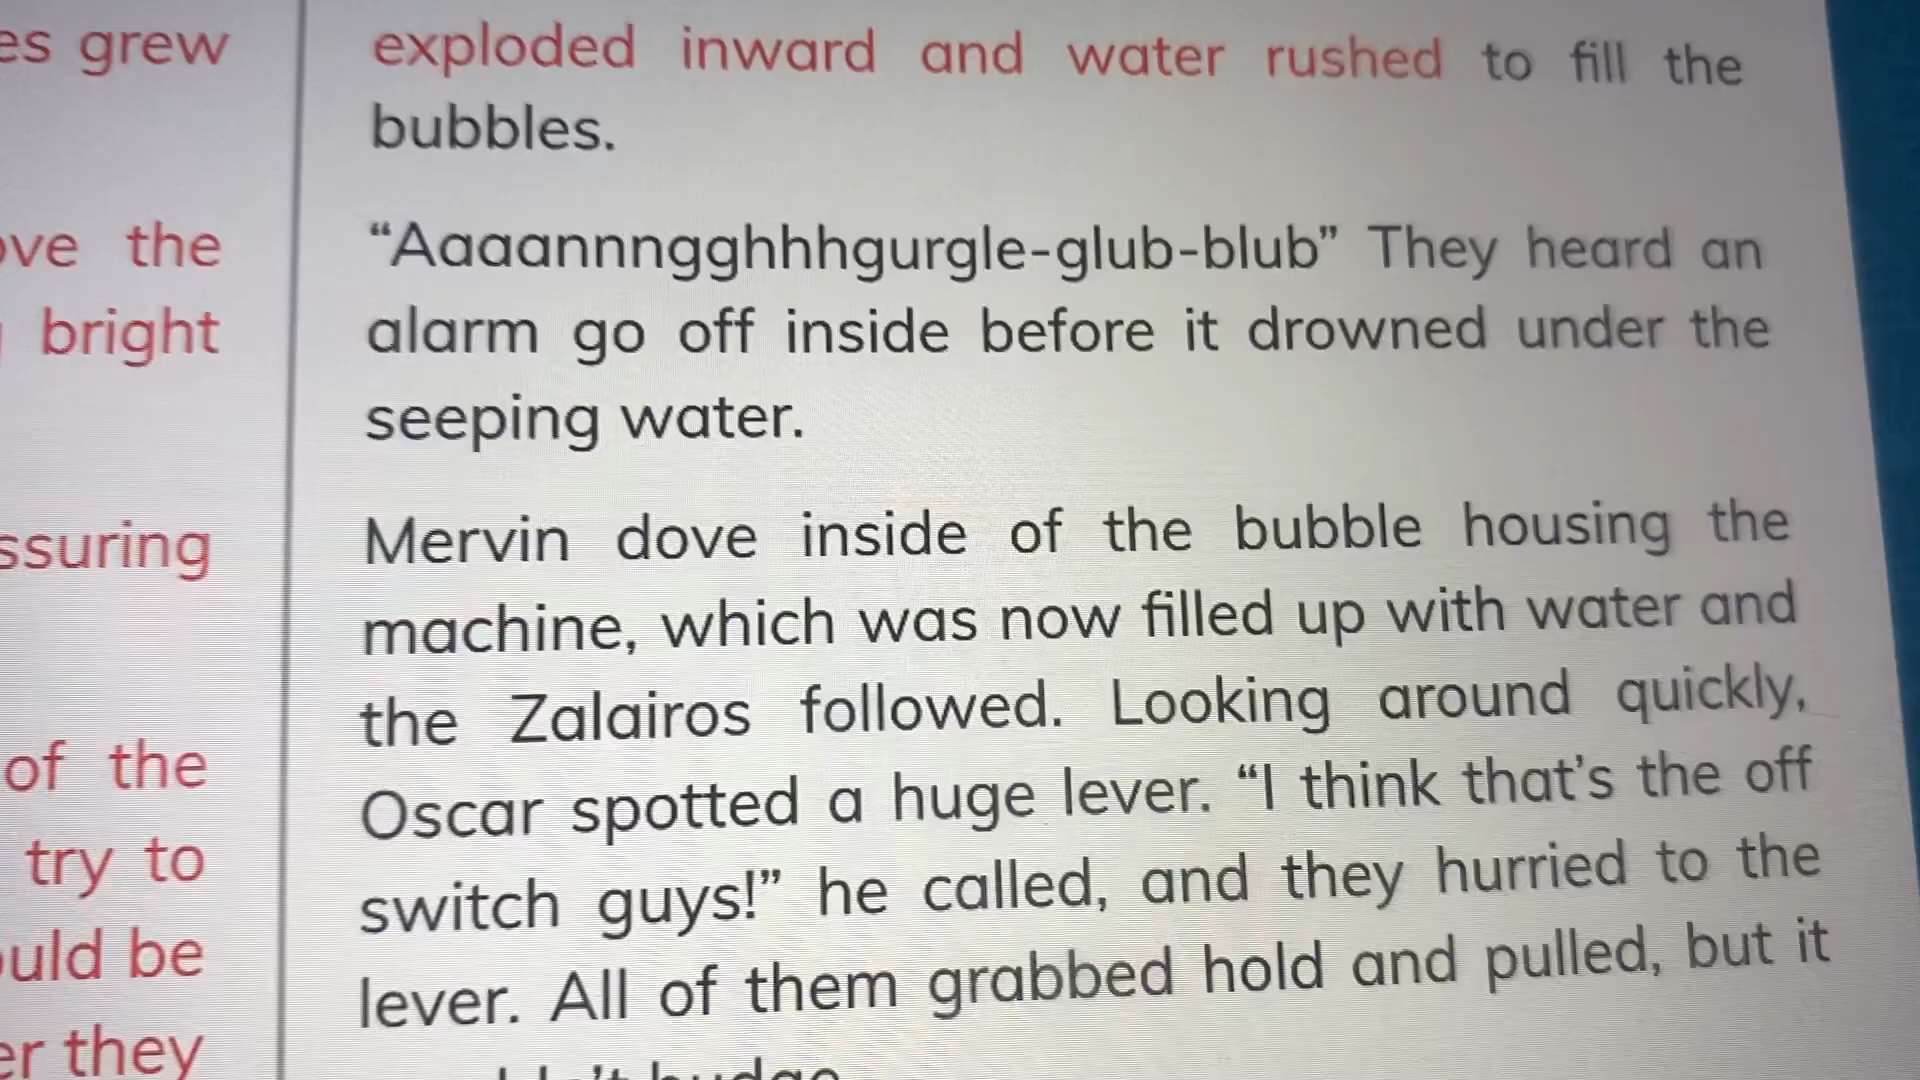 es grew
ve the
bright
ssuring
of the
try to
uld be
er they
exploded inward and water rushed to fill the
bubbles.
“Aaaannnngghhhgurgle-glub-blub” They heard an
alarm go off inside before it drowned under the
seeping water.
Mervin dove inside of the bubble housing the
machine, which was now filled up with water and
the Zalairos followed. Looking around quickly,
Oscar spotted a huge lever. “I think that’s the off
switch guys!” he called, and they hurried to the
lever. All of them grabbed hold and pulled, but it
budge